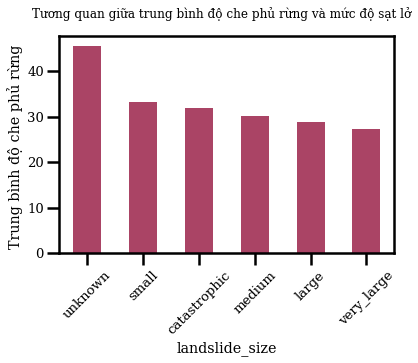 Tương quan giữa trung bình độ che phủ rừng và mức độ sạt lở
Trung bình độ che phủ rừng
40
30
20
10
0
unknown
small
catastrophic
medium
large
very_large
landslide_size